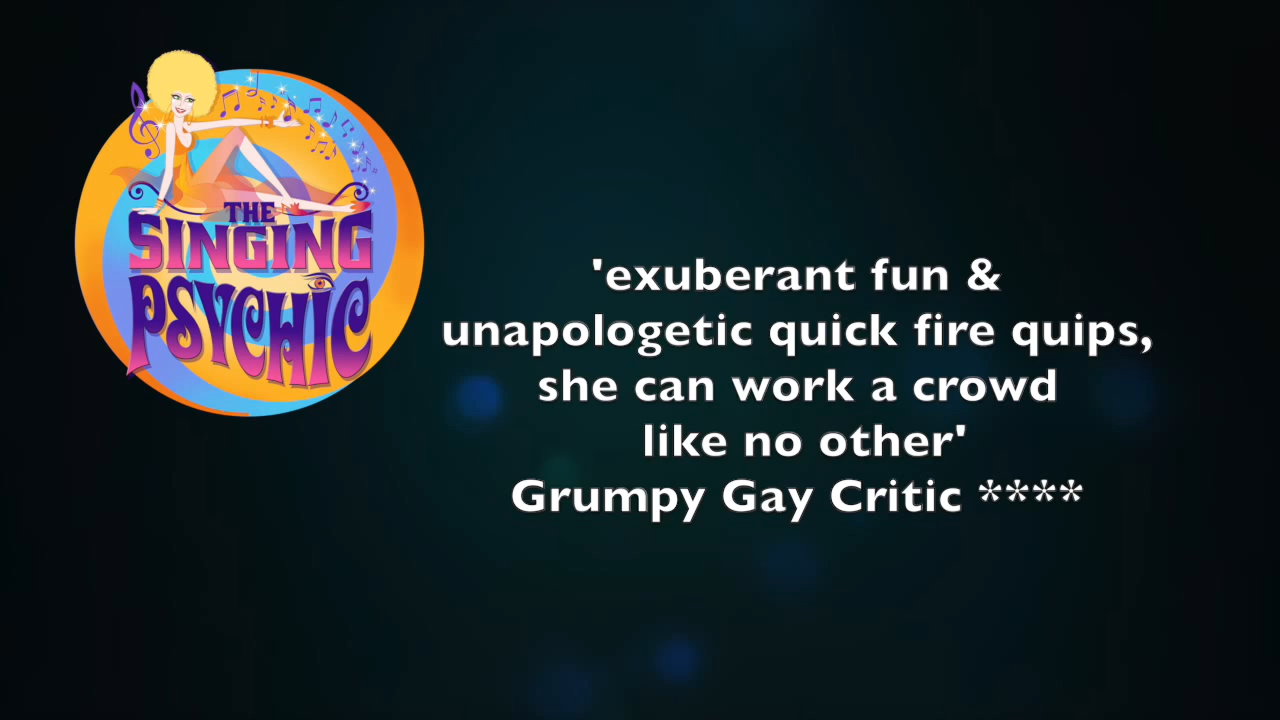 THE
SINGING
PSYCHIC
'exuberant fun &
unapologetic quick fire quips,
she can work a crowd
like no other'
Grumpy Gay Critic ****